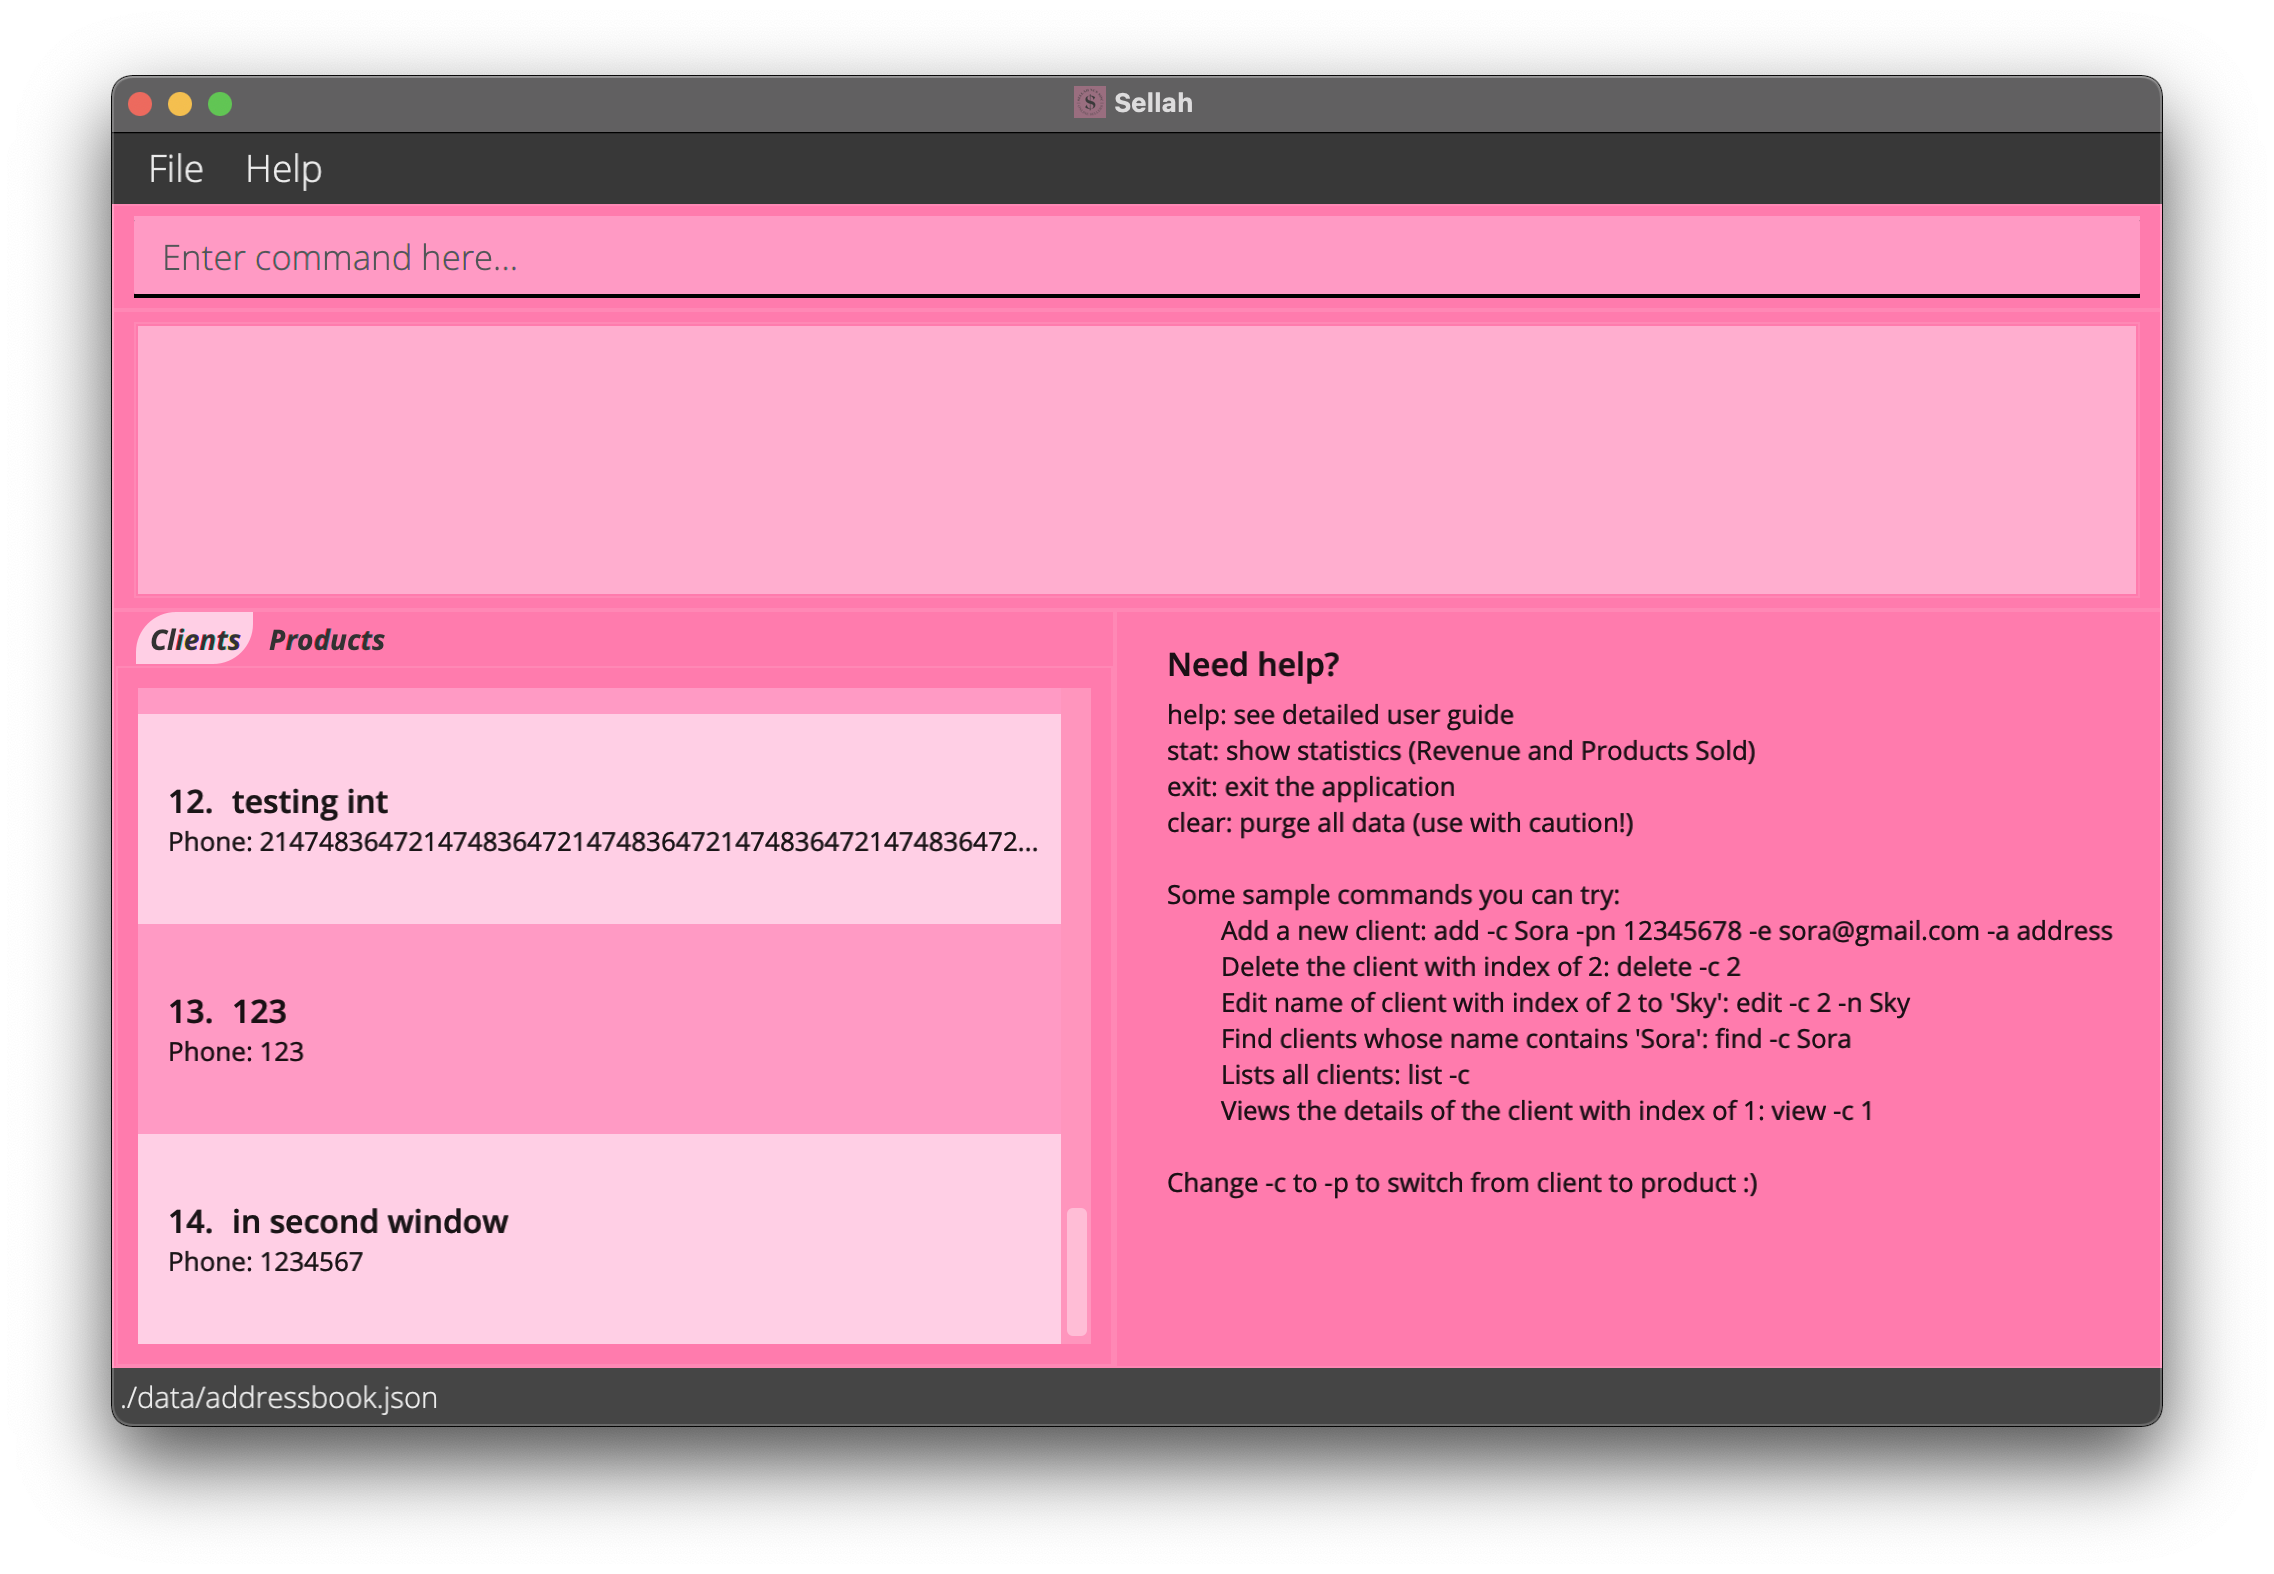 Sellah
File Help
Enter command here...
Clients Products
12. testing int
Phone: 21474836472147483647214748364721474836472147483647​2...
13. 123
Phone: 123
14. in second window
Phone: 1234567
Need help?
help: see detailed user guide
stat: show statistics (Revenue and Products Sold)
exit: exit the application
clear: purge all data (use with caution!)
Some sample commands you can try:
Add a new client: add -c Sora -pn 12345678 -e sora@gmail.com -a address
Delete the client with index of 2: delete -c 2
Edit name of client with index of 2 to 'Sky': edit -c 2 -n Sky
Find clients whose name contains 'Sora': find -c Sora
Lists all clients: list -c
Views the details of the client with index of 1: view -c 1
Change -c to -p to switch from client to product :)
./data/addressbook.json